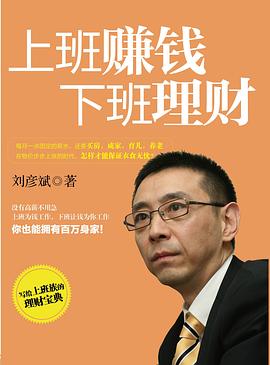 上班赚钱
下班理财
每月一次固定的薪水，还要买房、成家、育儿、养老
在物价步步上涨的时代，怎样才能保证衣食无忧？
刘彦斌◎著
没有高薪不用急
上班为钱工作，下班让钱为你工作
你也能拥有百万身家！
写给上班族的
理财宝典